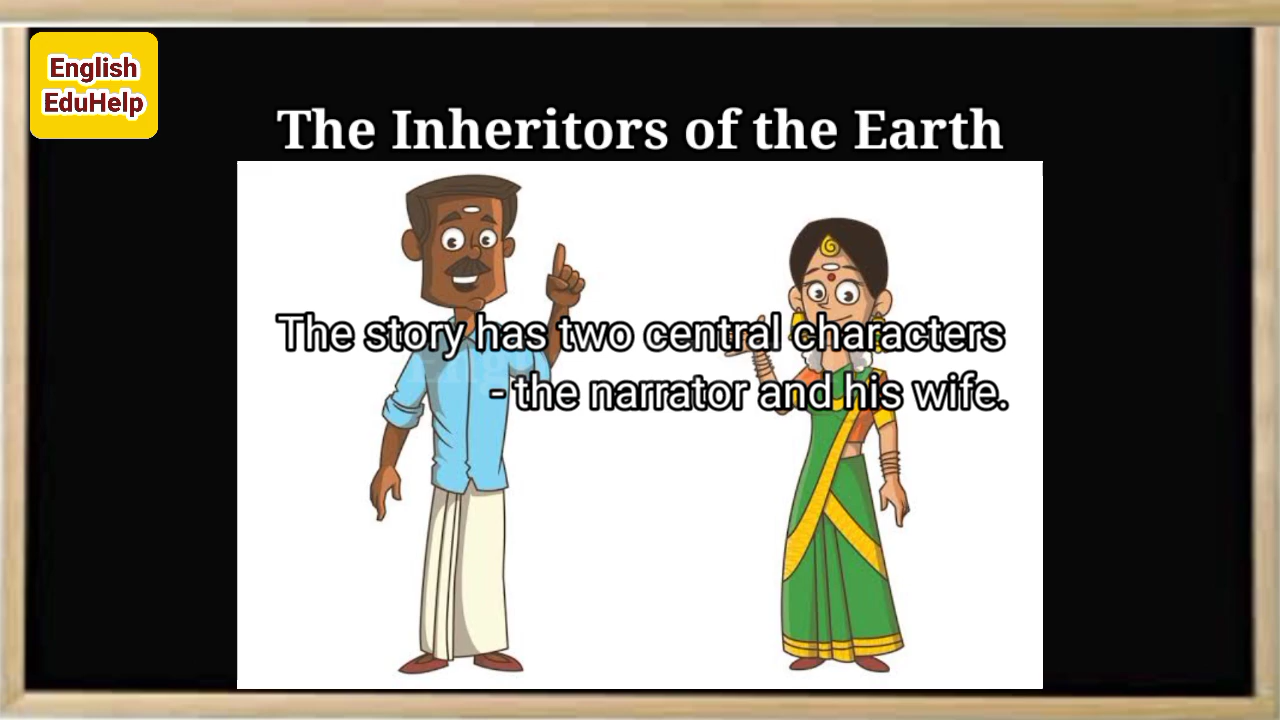 English
EduHelp
The Inheritors of the Earth
The story has two central characters
- the narrator and his wife.